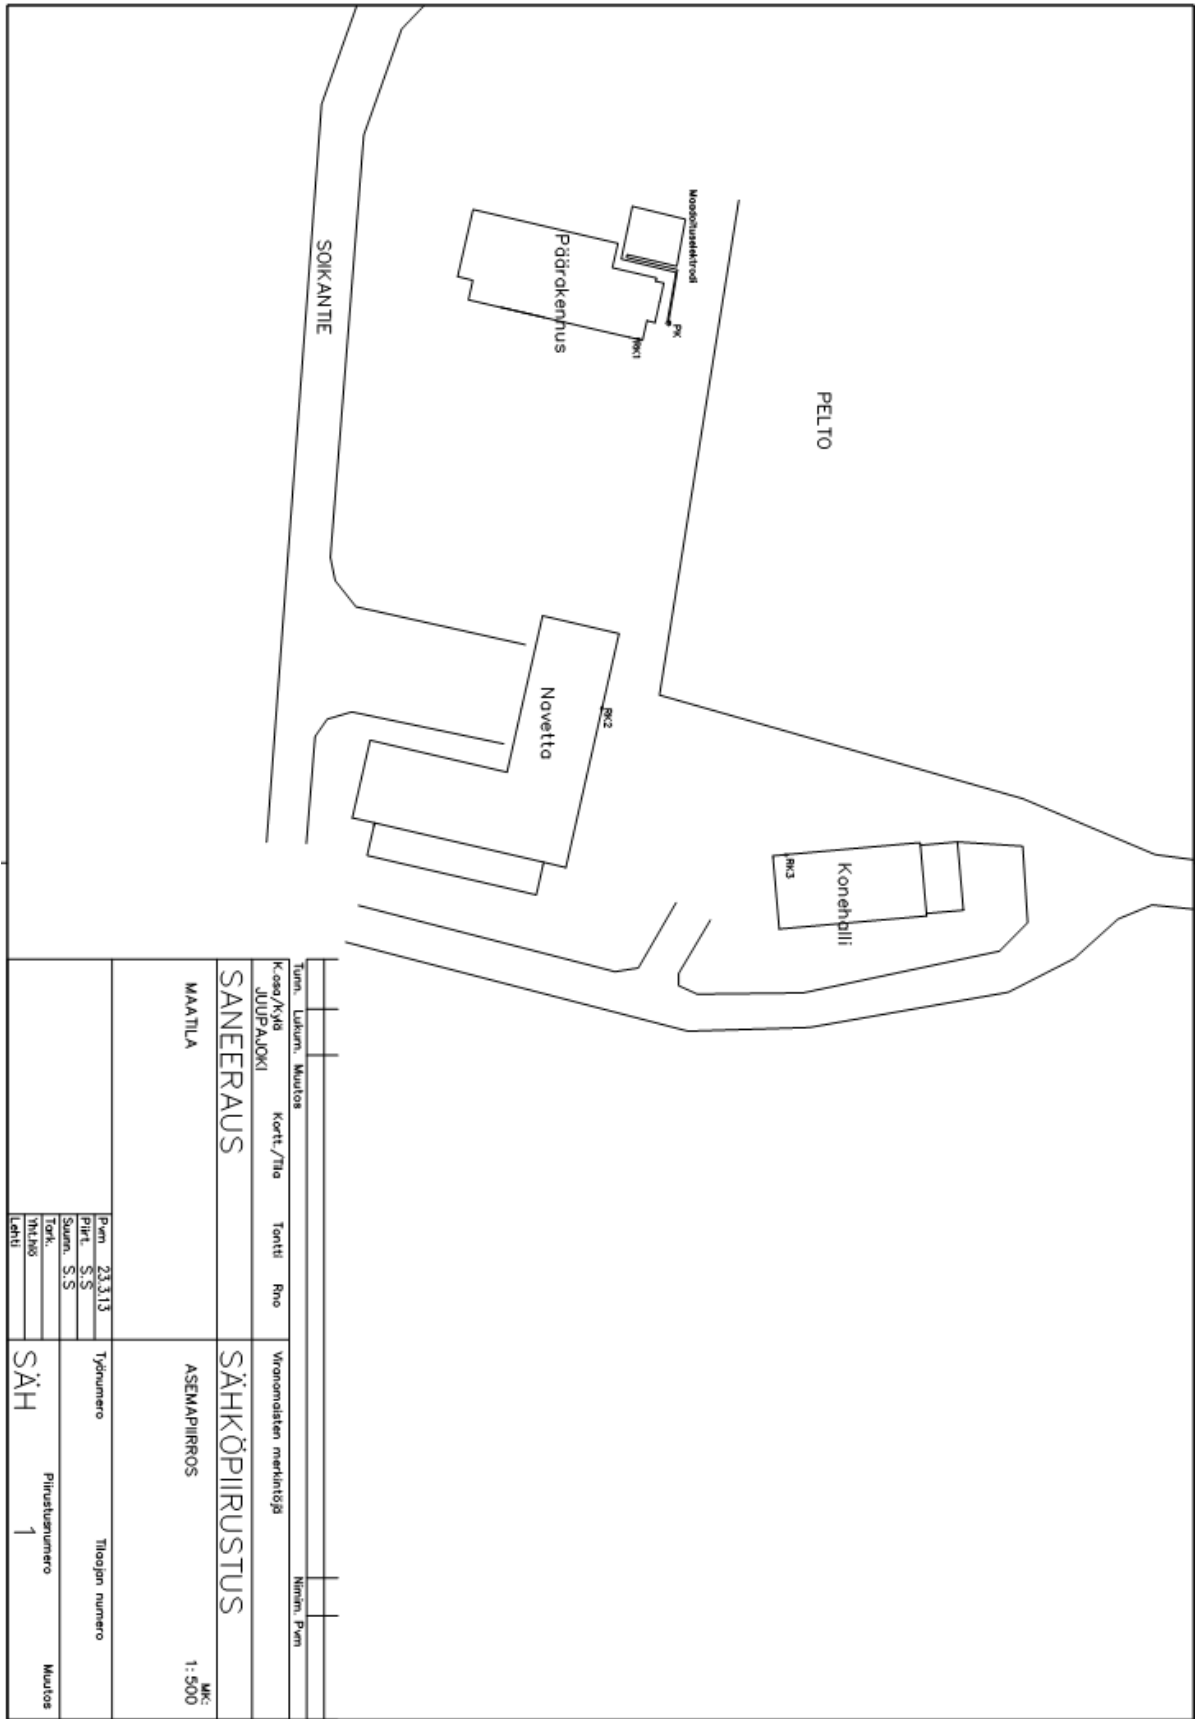 PELTO
Maadoituselektrodi
PK
RK1
Päärakennus
SOIKANTIE
RK2
Navetta
RK3
Konehalli
Tunn. Lukum. Muutos Nimim. Pvm
K.osa/Kylä Kortt./Tila Tontti Rno Viranomaisten merkintöjä
JUUPAJOKI
SANEERAUS SÄHKÖPIIRUSTUS
MK:
MAATILA ASEMAPIIRROS 1: 500
Pvm 23.3.13 Työnumero Tilaajan numero
Piirt. S.S
Suunn. S.S
Tark. Piirustusnumero Muutos
Yht.hlö
Lehti SÄH 1